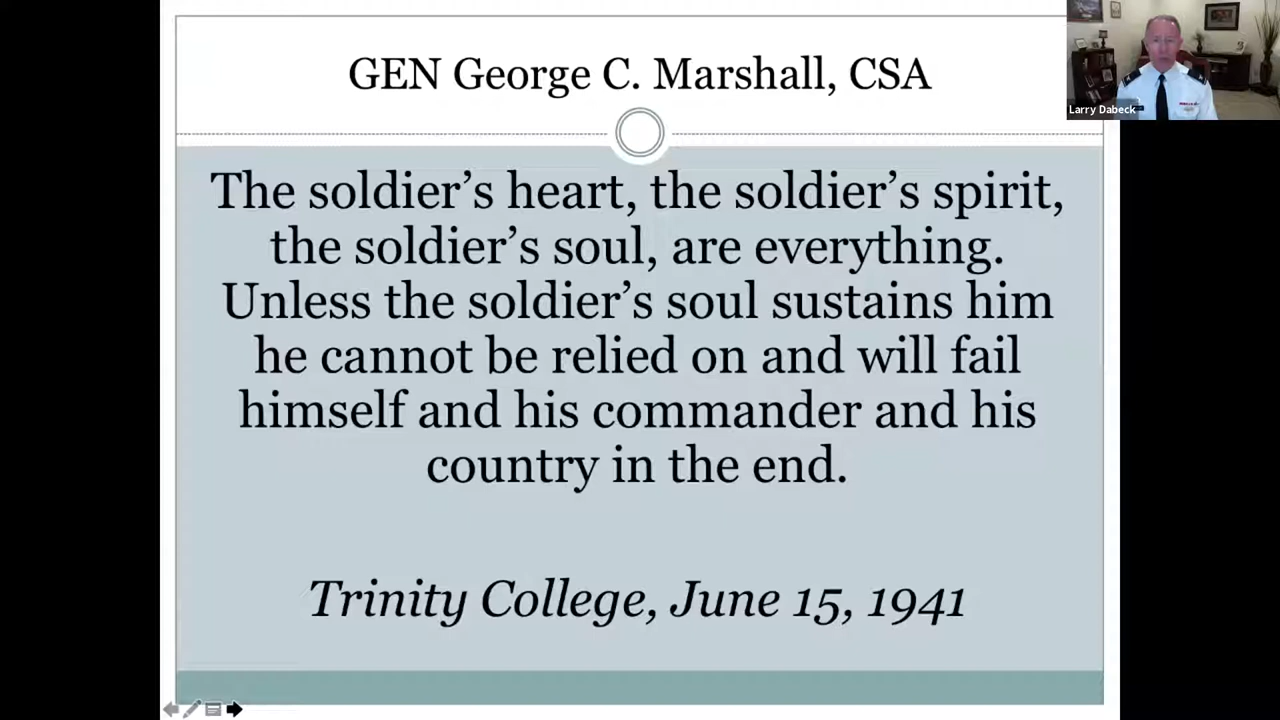 GEN George C. Marshall, CSA
Larry Dabeck
The soldier’s heart, the soldier’s spirit,
the soldier’s soul, are everything.
Unless the soldier’s soul sustains him
he cannot be relied on and will fail
himself and his commander and his
country in the end.
Trinity College, June 15, 1941